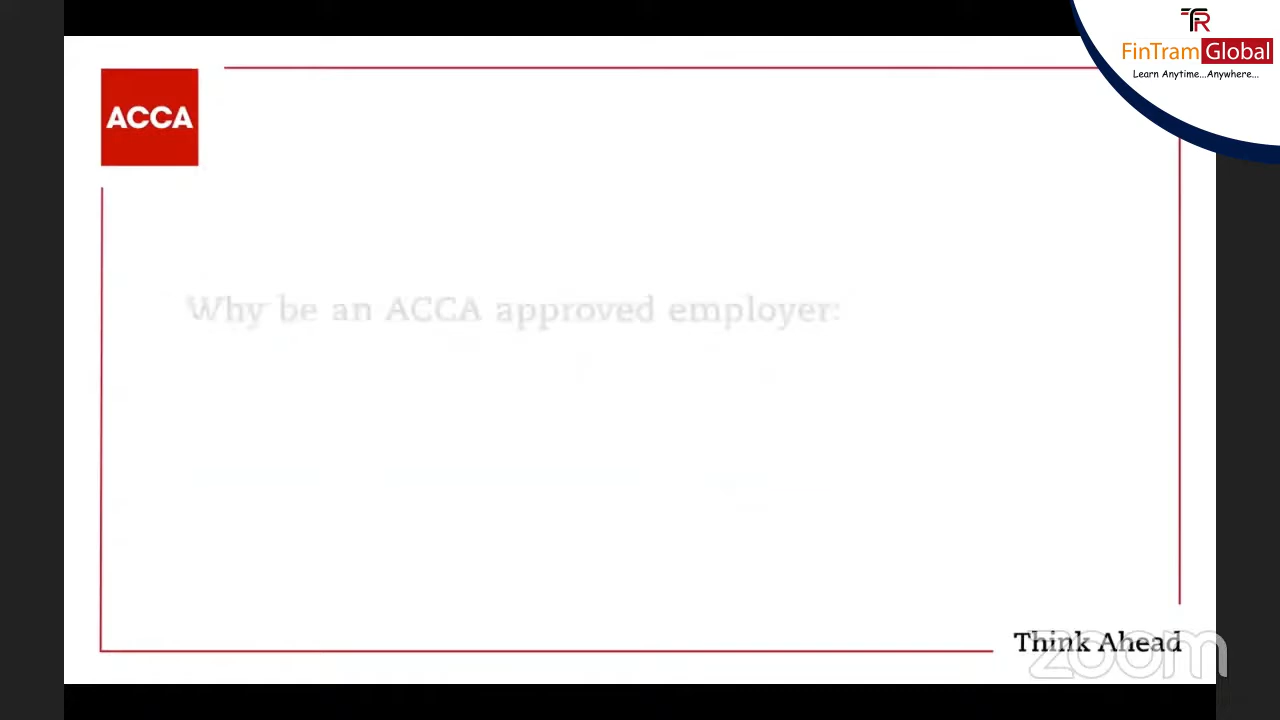 FinTram Global
Learn Anytime...Anywhere...
ACCA
Why be an ACCA approved employer:
Think Ahead
zoom